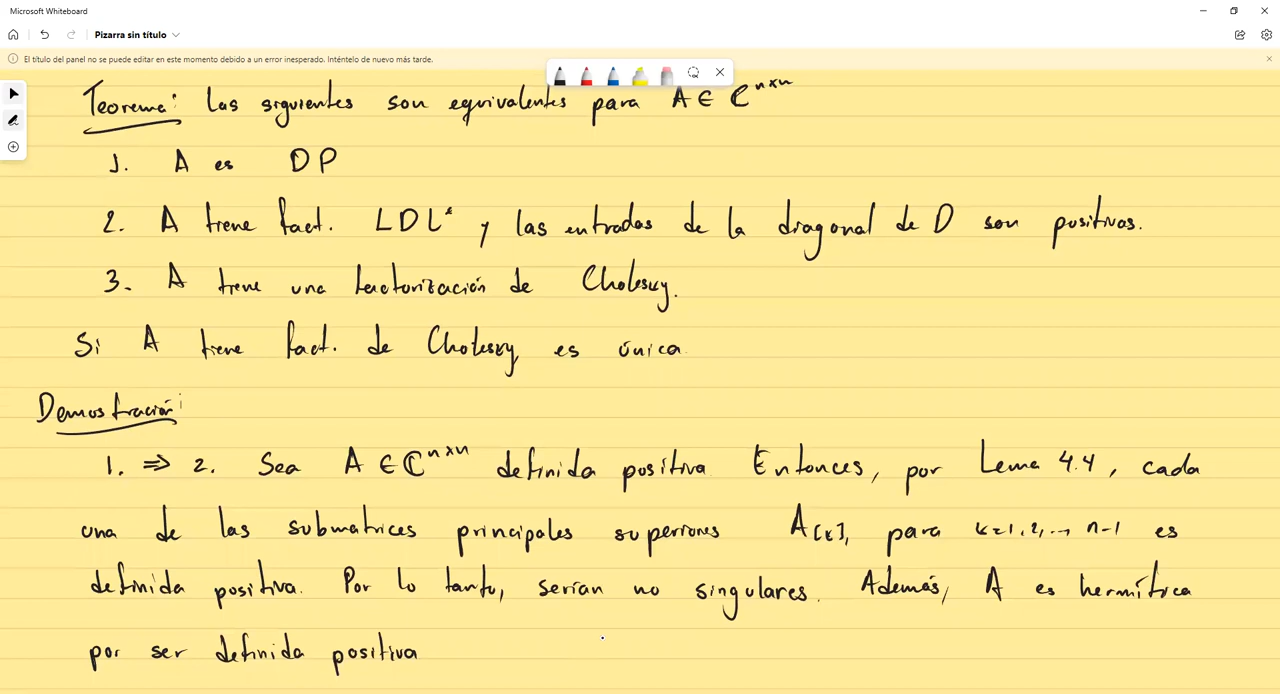 Microsoft Whiteboard
Pizarra sin título
El título del panel no se puede editar en este momento debido a un error inesperado. Inténtelo de nuevo más tarde.
Teorema: Las siguientes son equivalentes para A ∈ ℂⁿˣⁿ
1. A es DP
2. A tiene fact. LDL* y las entradas de la diagonal de D son positivas.
3. A tiene una factorización de Cholesky.
Si A tiene fact. de Cholesky es única.
Demostración:
1. ⇒ 2. Sea A ∈ ℂⁿˣⁿ definida positiva Entonces, por Lema 4.4, cada
una de las submatrices principales superiores A[k], para k=1,2,..., n-1 es
definida positiva. Por lo tanto, serían no singulares. Además, A es hermítica
por ser definida positiva